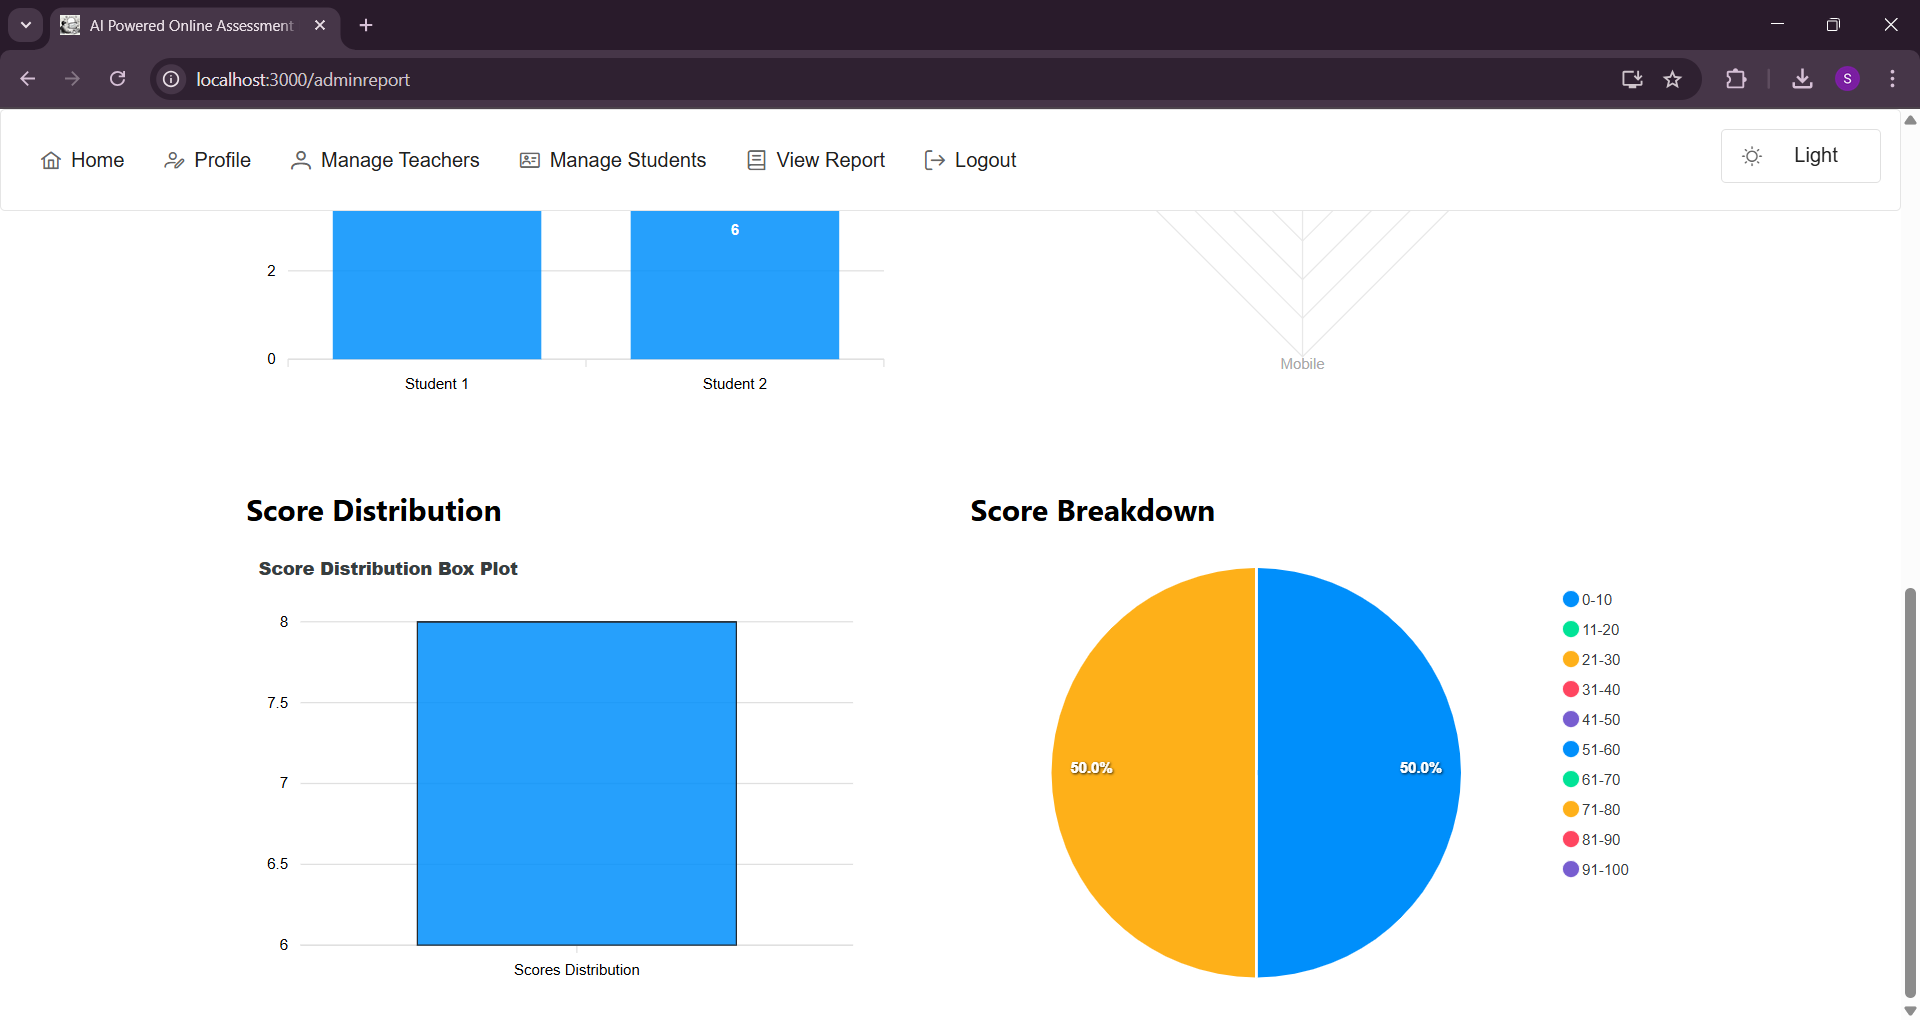 AI Powered Online Assessment
localhost:3000/adminreport
S
Home
Profile
Manage Teachers
Manage Students
View Report
Logout
Light
6
2
0
Student 1
Student 2
Mobile
Score Distribution
Score Distribution Box Plot
8
7.5
7
6.5
6
Scores Distribution
Score Breakdown
50.0%
50.0%
0-10
11-20
21-30
31-40
41-50
51-60
61-70
71-80
81-90
91-100